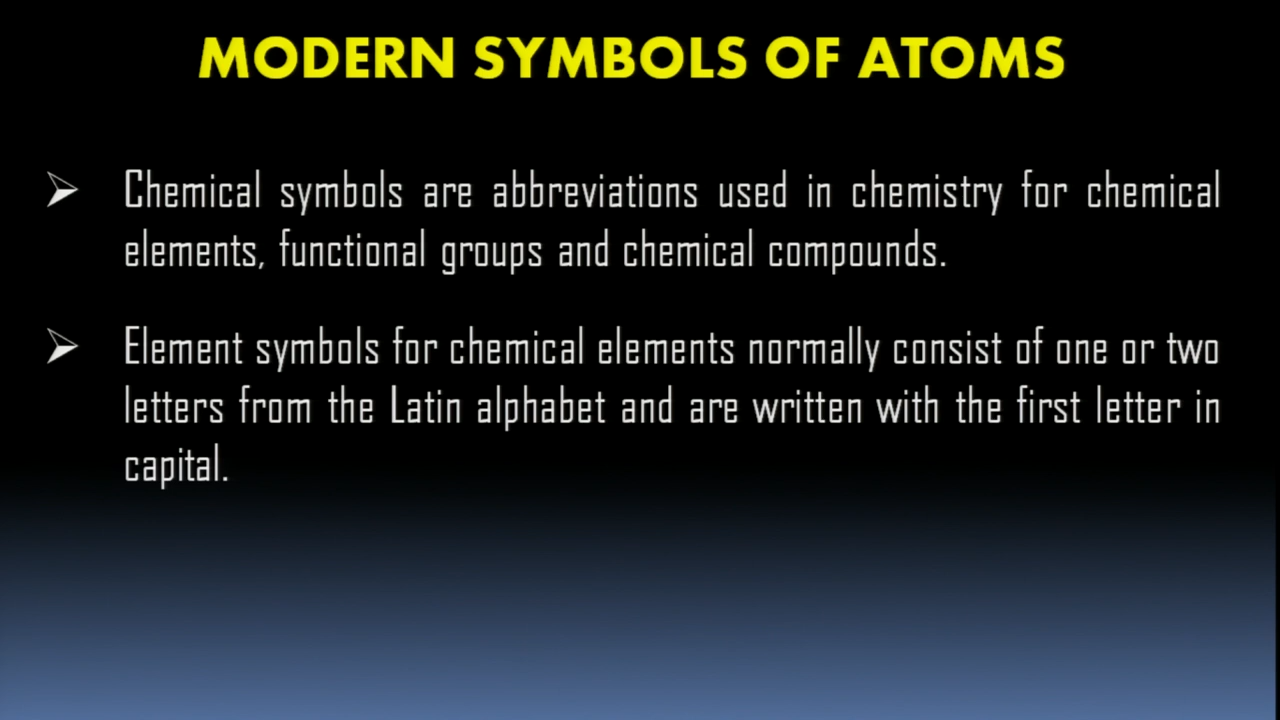 MODERN SYMBOLS OF ATOMS
➢ Chemical symbols are abbreviations used in chemistry for chemical
elements, functional groups and chemical compounds.
➢ Element symbols for chemical elements normally consist of one or two
letters from the Latin alphabet and are written with the first letter in
capital.